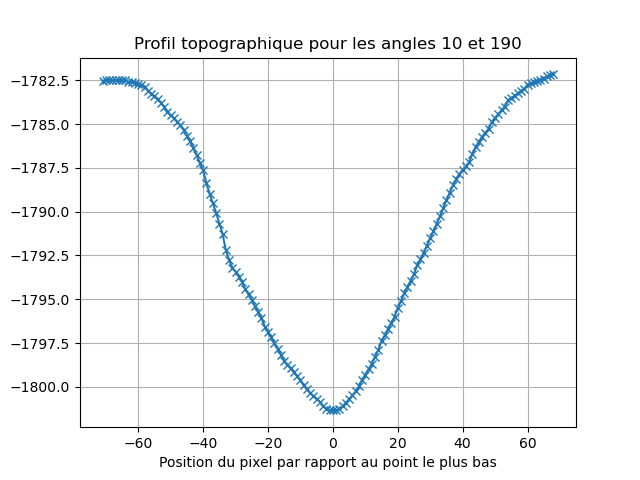 Profil topographique pour les angles 10 et 190
−1782.5
−1785.0
−1787.5
−1790.0
−1792.5
−1795.0
−1797.5
−1800.0
−60 −40 −20 0 20 40 60
Position du pixel par rapport au point le plus bas